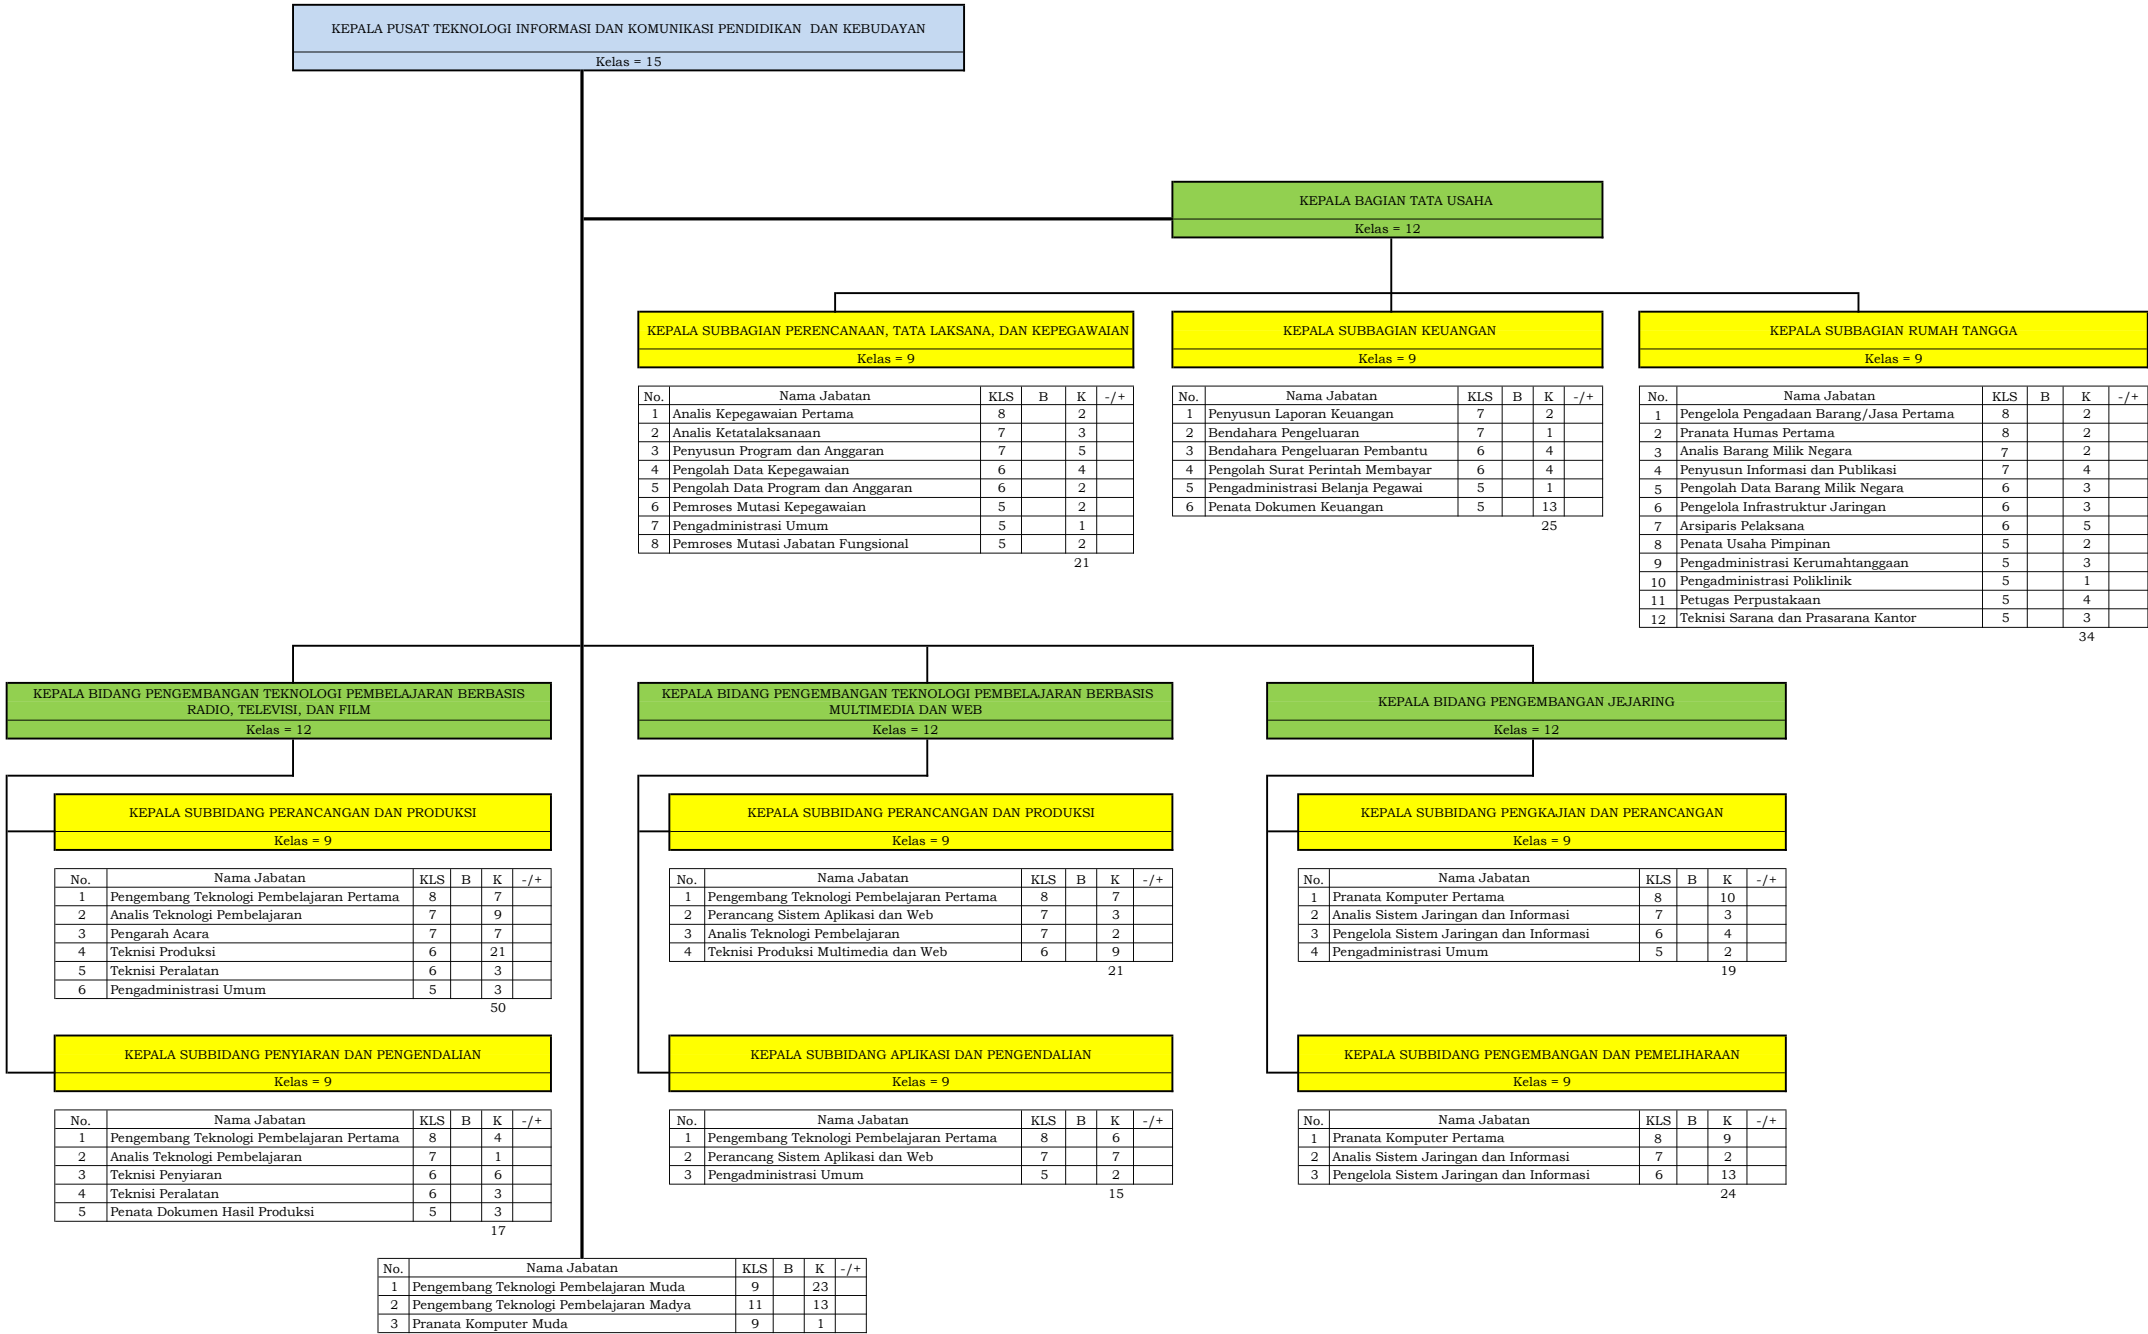 KEPALA PUSAT TEKNOLOGI INFORMASI DAN KOMUNIKASI PENDIDIKAN DAN KEBUDAYAN
Kelas = 15
KEPALA BAGIAN TATA USAHA
Kelas = 12
KEPALA SUBBAGIAN PERENCANAAN, TATA LAKSANA, DAN KEPEGAWAIAN
Kelas = 9
No. Nama Jabatan KLS B K -/+
1 Analis Kepegawaian Pertama 8 2
2 Analis Ketatalaksanaan 7 3
3 Penyusun Program dan Anggaran 7 5
4 Pengolah Data Kepegawaian 6 4
5 Pengolah Data Program dan Anggaran 6 2
6 Pemroses Mutasi Kepegawaian 5 2
7 Pengadministrasi Umum 5 1
8 Pemroses Mutasi Jabatan Fungsional 5 2
21
KEPALA SUBBAGIAN KEUANGAN
Kelas = 9
No. Nama Jabatan KLS B K -/+
1 Penyusun Laporan Keuangan 7 2
2 Bendahara Pengeluaran 7 1
3 Bendahara Pengeluaran Pembantu 6 4
4 Pengolah Surat Perintah Membayar 6 4
5 Pengadministrasi Belanja Pegawai 5 1
6 Penata Dokumen Keuangan 5 13
25
KEPALA SUBBAGIAN RUMAH TANGGA
Kelas = 9
No. Nama Jabatan KLS B K -/+
1 Pengelola Pengadaan Barang/Jasa Pertama 8 2
2 Pranata Humas Pertama 8 2
3 Analis Barang Milik Negara 7 2
4 Penyusun Informasi dan Publikasi 7 4
5 Pengolah Data Barang Milik Negara 6 3
6 Pengelola Infrastruktur Jaringan 6 3
7 Arsiparis Pelaksana 6 5
8 Penata Usaha Pimpinan 5 2
9 Pengadministrasi Kerumahtanggaan 5 3
10 Pengadministrasi Poliklinik 5 1
11 Petugas Perpustakaan 5 4
12 Teknisi Sarana dan Prasarana Kantor 5 3
34
KEPALA BIDANG PENGEMBANGAN TEKNOLOGI PEMBELAJARAN BERBASIS
RADIO, TELEVISI, DAN FILM
Kelas = 12
KEPALA SUBBIDANG PERANCANGAN DAN PRODUKSI
Kelas = 9
No. Nama Jabatan KLS B K -/+
1 Pengembang Teknologi Pembelajaran Pertama 8 7
2 Analis Teknologi Pembelajaran 7 9
3 Pengarah Acara 7 7
4 Teknisi Produksi 6 21
5 Teknisi Peralatan 6 3
6 Pengadministrasi Umum 5 3
50
KEPALA SUBBIDANG PENYIARAN DAN PENGENDALIAN
Kelas = 9
No. Nama Jabatan KLS B K -/+
1 Pengembang Teknologi Pembelajaran Pertama 8 4
2 Analis Teknologi Pembelajaran 7 1
3 Teknisi Penyiaran 6 6
4 Teknisi Peralatan 6 3
5 Penata Dokumen Hasil Produksi 5 3
17
KEPALA BIDANG PENGEMBANGAN TEKNOLOGI PEMBELAJARAN BERBASIS
MULTIMEDIA DAN WEB
Kelas = 12
KEPALA SUBBIDANG PERANCANGAN DAN PRODUKSI
Kelas = 9
No. Nama Jabatan KLS B K -/+
1 Pengembang Teknologi Pembelajaran Pertama 8 7
2 Perancang Sistem Aplikasi dan Web 7 3
3 Analis Teknologi Pembelajaran 7 2
4 Teknisi Produksi Multimedia dan Web 6 9
21
KEPALA SUBBIDANG APLIKASI DAN PENGENDALIAN
Kelas = 9
No. Nama Jabatan KLS B K -/+
1 Pengembang Teknologi Pembelajaran Pertama 8 6
2 Perancang Sistem Aplikasi dan Web 7 7
3 Pengadministrasi Umum 5 2
15
KEPALA BIDANG PENGEMBANGAN JEJARING
Kelas = 12
KEPALA SUBBIDANG PENGKAJIAN DAN PERANCANGAN
Kelas = 9
No. Nama Jabatan KLS B K -/+
1 Pranata Komputer Pertama 8 10
2 Analis Sistem Jaringan dan Informasi 7 3
3 Pengelola Sistem Jaringan dan Informasi 6 4
4 Pengadministrasi Umum 5 2
19
KEPALA SUBBIDANG PENGEMBANGAN DAN PEMELIHARAAN
Kelas = 9
No. Nama Jabatan KLS B K -/+
1 Pranata Komputer Pertama 8 9
2 Analis Sistem Jaringan dan Informasi 7 2
3 Pengelola Sistem Jaringan dan Informasi 6 13
24
No. Nama Jabatan KLS B K -/+
1 Pengembang Teknologi Pembelajaran Muda 9 23
2 Pengembang Teknologi Pembelajaran Madya 11 13
3 Pranata Komputer Muda 9 1